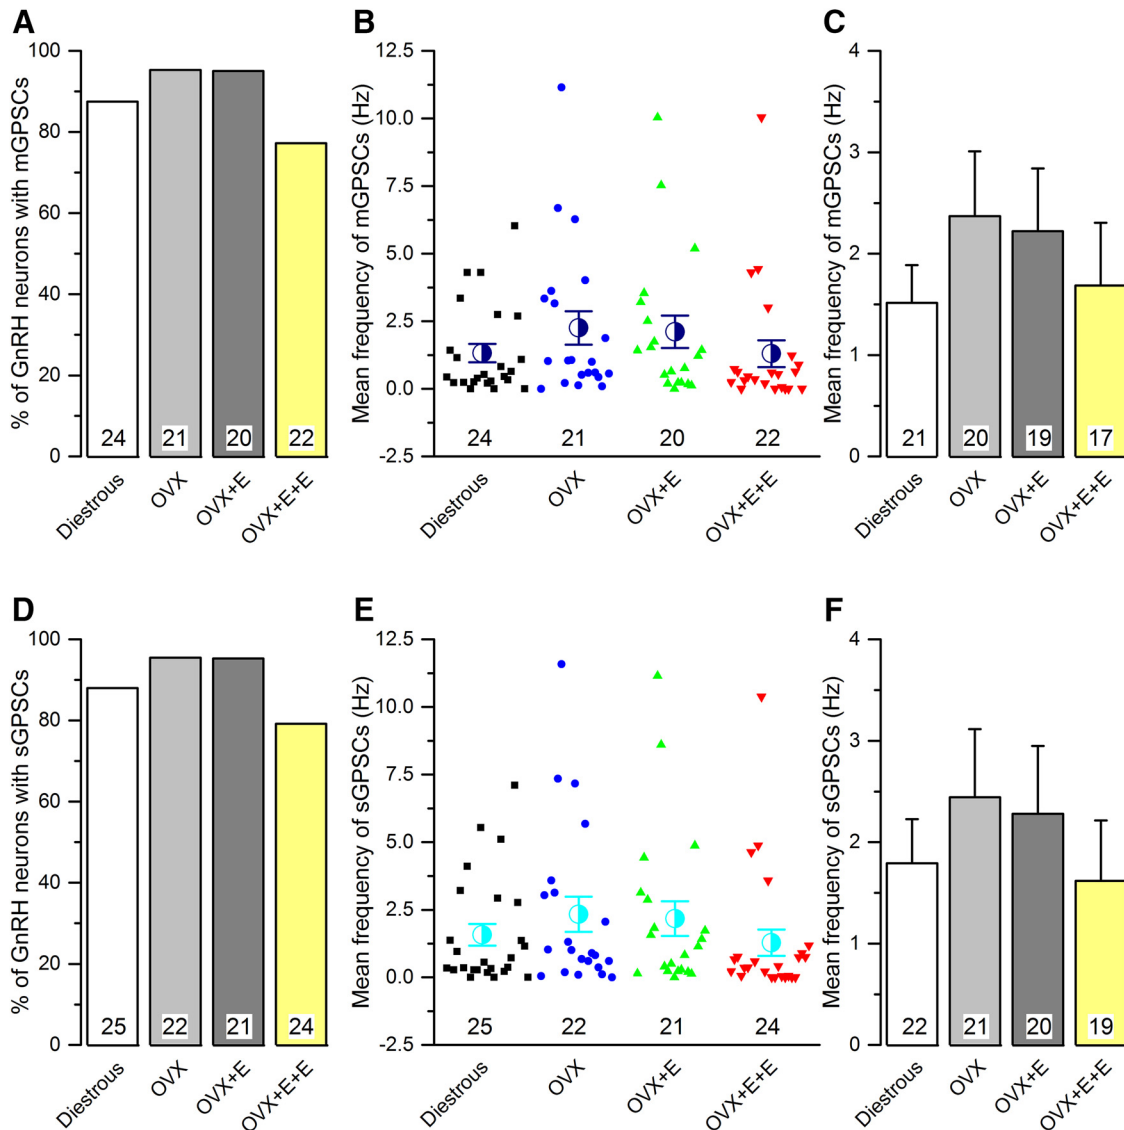 A
% of GnRH neurons with mGPSCs
100
80
60
40
20
0
24
21
20
22
Diestrous
OVX
OVX+E
OVX+E+E
B
Mean frequency of mGPSCs (Hz)
12.5
10.0
7.5
5.0
2.5
0.0
-2.5
24
21
20
22
Diestrous
OVX
OVX+E
OVX+E+E
C
Mean frequency of mGPSCs (Hz)
4
3
2
1
0
21
20
19
17
Diestrous
OVX
OVX+E
OVX+E+E
D
% of GnRH neurons with sGPSCs
100
80
60
40
20
0
25
22
21
24
Diestrous
OVX
OVX+E
OVX+E+E
E
Mean frequency of sGPSCs (Hz)
12.5
10.0
7.5
5.0
2.5
0.0
-2.5
25
22
21
24
Diestrous
OVX
OVX+E
OVX+E+E
F
Mean frequency of sGPSCs (Hz)
4
3
2
1
0
22
21
20
19
Diestrous
OVX
OVX+E
OVX+E+E